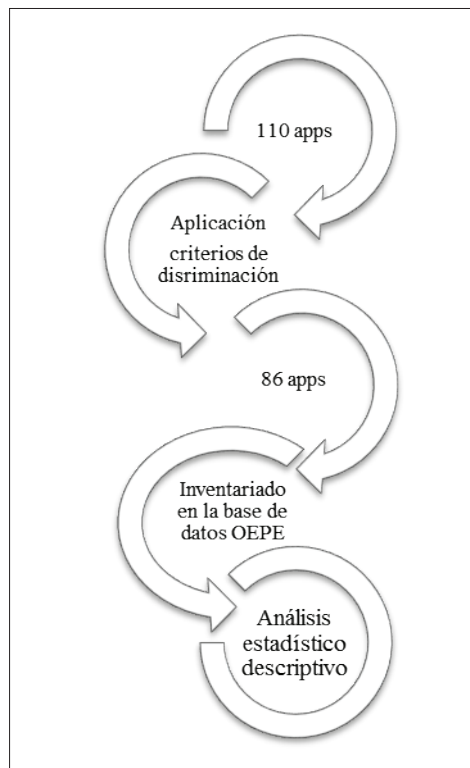 110 apps
Aplicación
criterios de
disriminación
86 apps
Inventariado
en la base de
datos OEPE
Análisis
estadístico
descriptivo